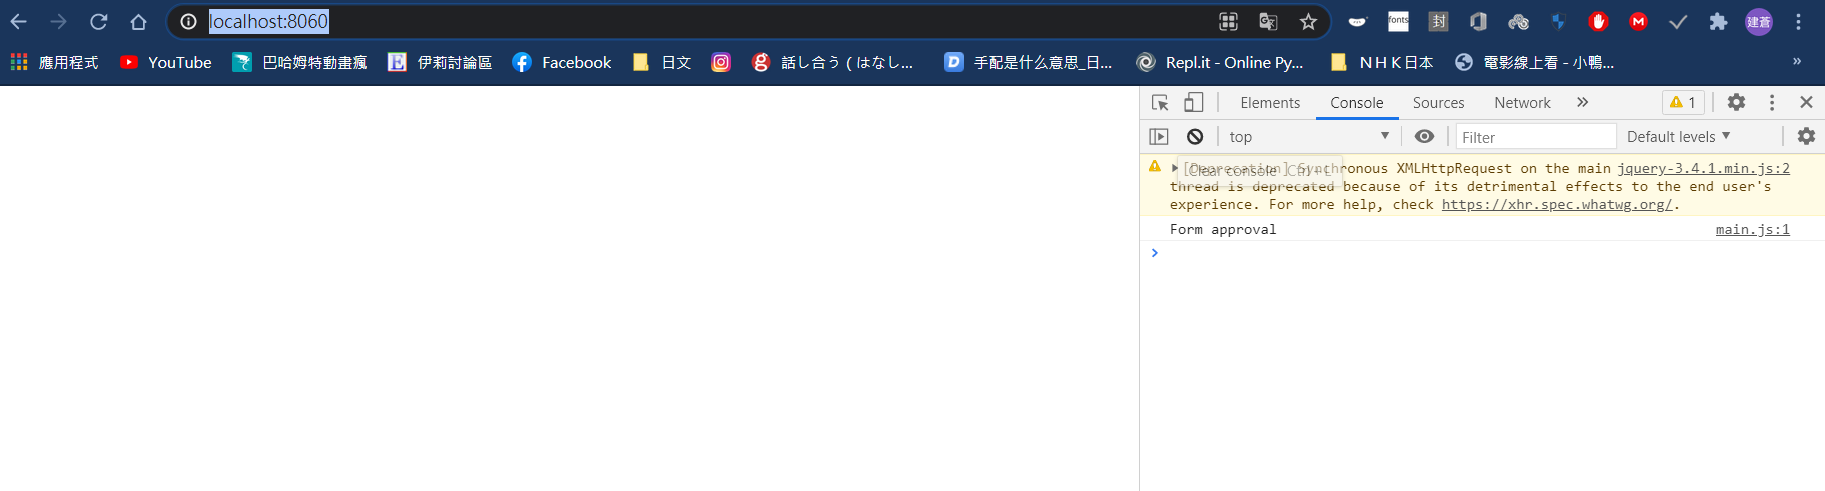 localhost:8060
fonts
封
M
建蒼
應用程式
YouTube
巴哈姆特動畫瘋
伊莉討論區
Facebook
日文
話し合う ( はなし...
手配是什么意思_日...
Repl.it - Online Py...
ＮＨＫ日本
電影線上看 - 小鴨...
»
Elements
Console
Sources
Network
»
1
top
Filter
Default levels
[Deprecation] Synchronous XMLHttpRequest on the main jquery-3.4.1.min.js:2
Clear console Ctrl+L
thread is deprecated because of its detrimental effects to the end user's
experience. For more help, check https://xhr.spec.whatwg.org/.
Form approval main.js:1